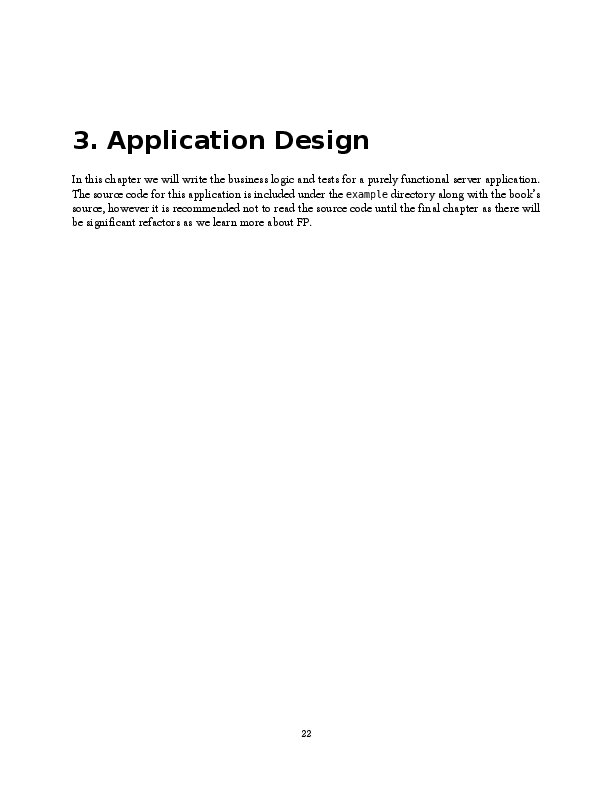 3. Application Design
In this chapter we will write the business logic and tests for a purely functional server application.
The source code for this application is included under the example directory along with the book’s
source, however it is recommended not to read the source code until the final chapter as there will
be significant refactors as we learn more about FP.
22